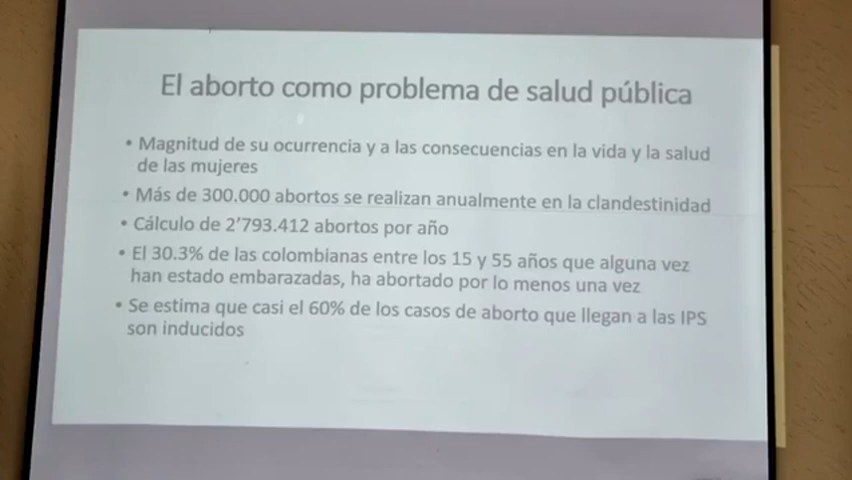 El aborto como problema de salud pública
• Magnitud de su ocurrencia y a las consecuencias en la vida y la salud
de las mujeres
• Más de 300.000 abortos se realizan anualmente en la clandestinidad
• Cálculo de 2’793.412 abortos por año
• El 30.3% de las colombianas entre los 15 y 55 años que alguna vez
han estado embarazadas, ha abortado por lo menos una vez
• Se estima que casi el 60% de los casos de aborto que llegan a las IPS
son inducidos